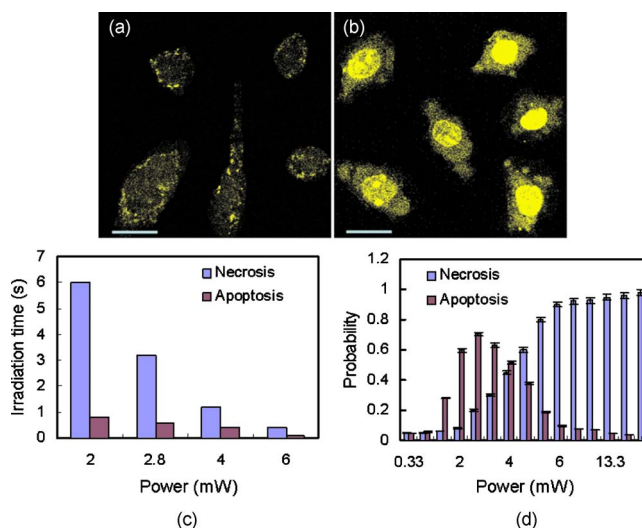 (a)
(b)
7
6
5
4
3
2
1
0
Irradiation time (s)
Necrosis
Apoptosis
2 2.8 4 6
Power (mW)
(c)
1.2
1
0.8
0.6
0.4
0.2
0
Probability
Necrosis
Apoptosis
0.33 2 4 6 13.3
Power (mW)
(d)